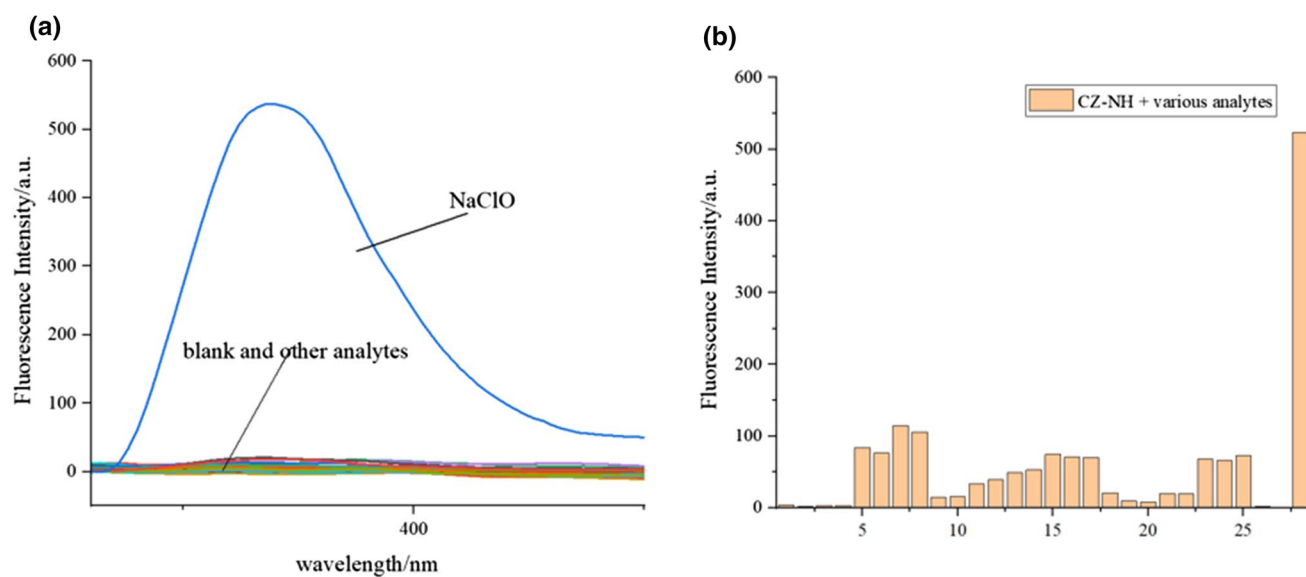 (a)
600
500
400
300
200
100
0
Fluorescence Intensity/a.u.
NaClO
blank and other analytes
400
wavelength/nm
(b)
600
500
400
300
200
100
0
Fluorescence Intensity/a.u.
CZ-NH + various analytes
5 10 15 20 25